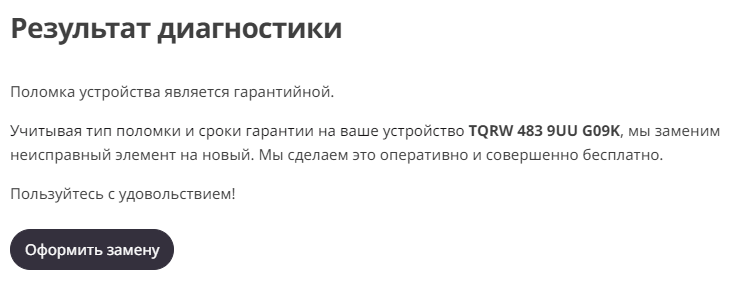 Результат диагностики
Поломка устройства является гарантийной.
Учитывая тип поломки и сроки гарантии на ваше устройство TQRW 483 9UU G09K, мы заменим
неисправный элемент на новый. Мы сделаем это оперативно и совершенно бесплатно.
Пользуйтесь с удовольствием!
Оформить замену